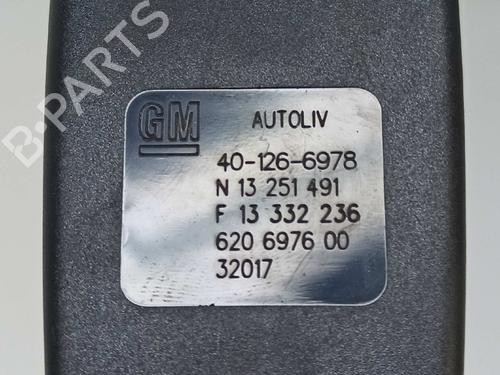 B-PARTS
GM AUTOLIV
40-126-6978
N 13 251 491
F 13 332 236
620 6976 00
32017